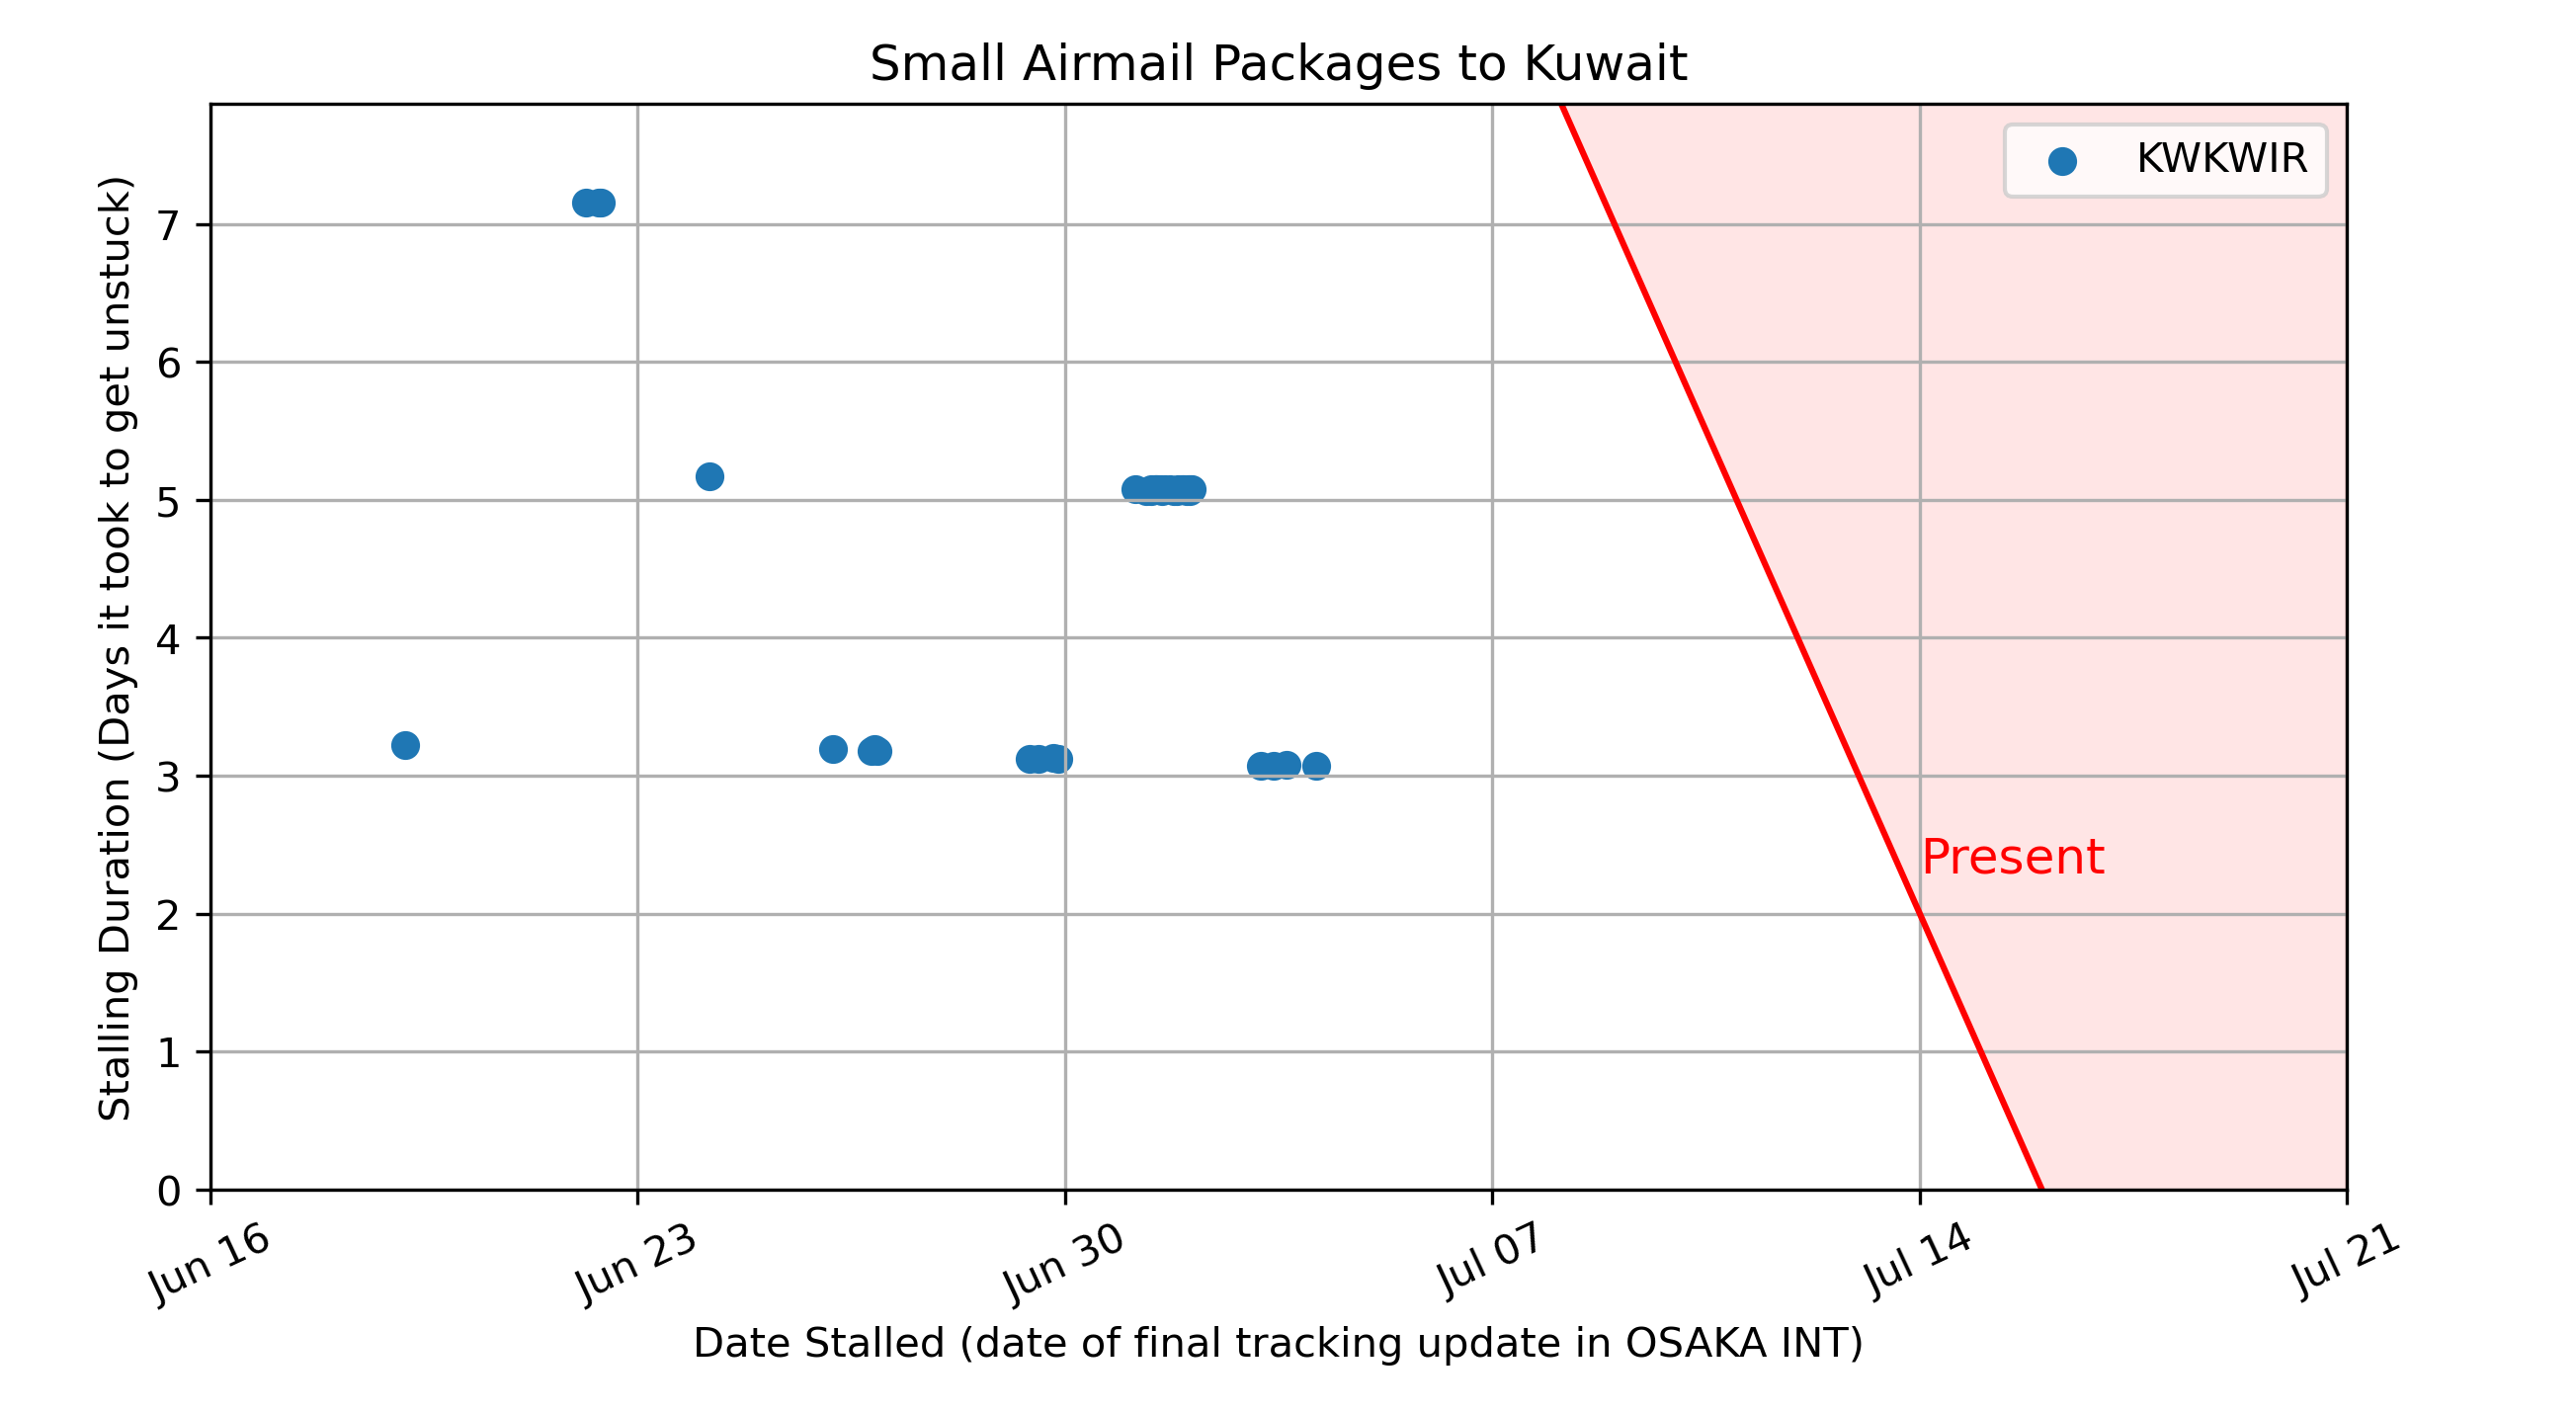 Small Airmail Packages to Kuwait
KWKWIR
Stalling Duration (Days it took to get unstuck)
7
6
5
4
3
2
1
0
Present
Jun 16
Jun 23
Jun 30
Jul 07
Jul 14
Jul 21
Date Stalled (date of final tracking update in OSAKA INT)